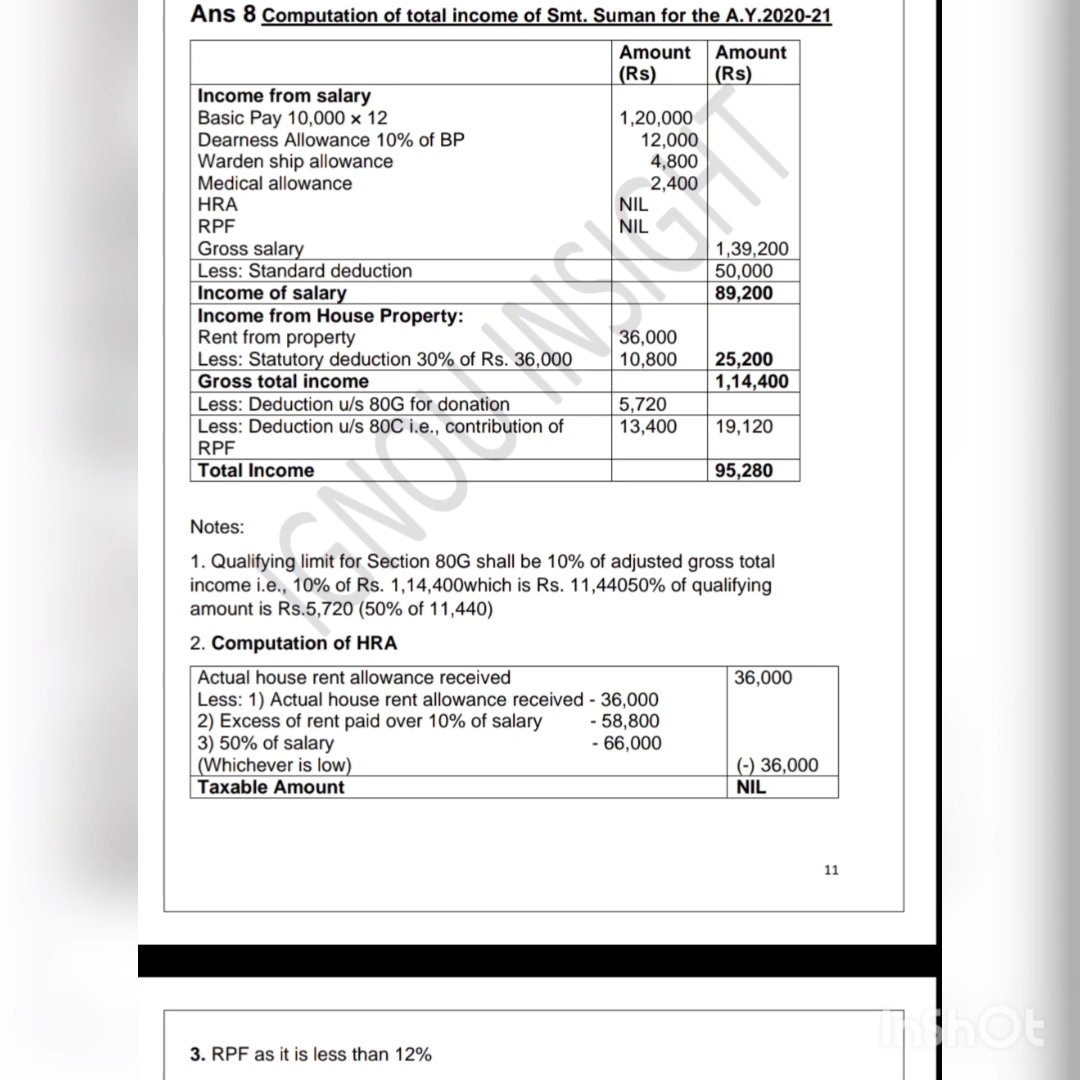 Ans 8 Computation of total income of Smt. Suman for the A.Y.2020-21
Amount (Rs) Amount (Rs)
Income from salary
Basic Pay 10,000 × 12 1,20,000
Dearness Allowance 10% of BP 12,000
Warden ship allowance 4,800
Medical allowance 2,400
HRA NIL
RPF NIL
Gross salary 1,39,200
Less: Standard deduction 50,000
Income of salary 89,200
Income from House Property:
Rent from property 36,000
Less: Statutory deduction 30% of Rs. 36,000 10,800 25,200
Gross total income 1,14,400
Less: Deduction u/s 80G for donation 5,720
Less: Deduction u/s 80C i.e., contribution of 13,400 19,120
RPF
Total Income 95,280
IGNOU INSIGHT
Notes:
1. Qualifying limit for Section 80G shall be 10% of adjusted gross total
income i.e., 10% of Rs. 1,14,400which is Rs. 11,44050% of qualifying
amount is Rs.5,720 (50% of 11,440)
2. Computation of HRA
Actual house rent allowance received 36,000
Less: 1) Actual house rent allowance received - 36,000
2) Excess of rent paid over 10% of salary - 58,800
3) 50% of salary - 66,000
(Whichever is low) (-) 36,000
Taxable Amount NIL
11
3. RPF as it is less than 12%
InShOt